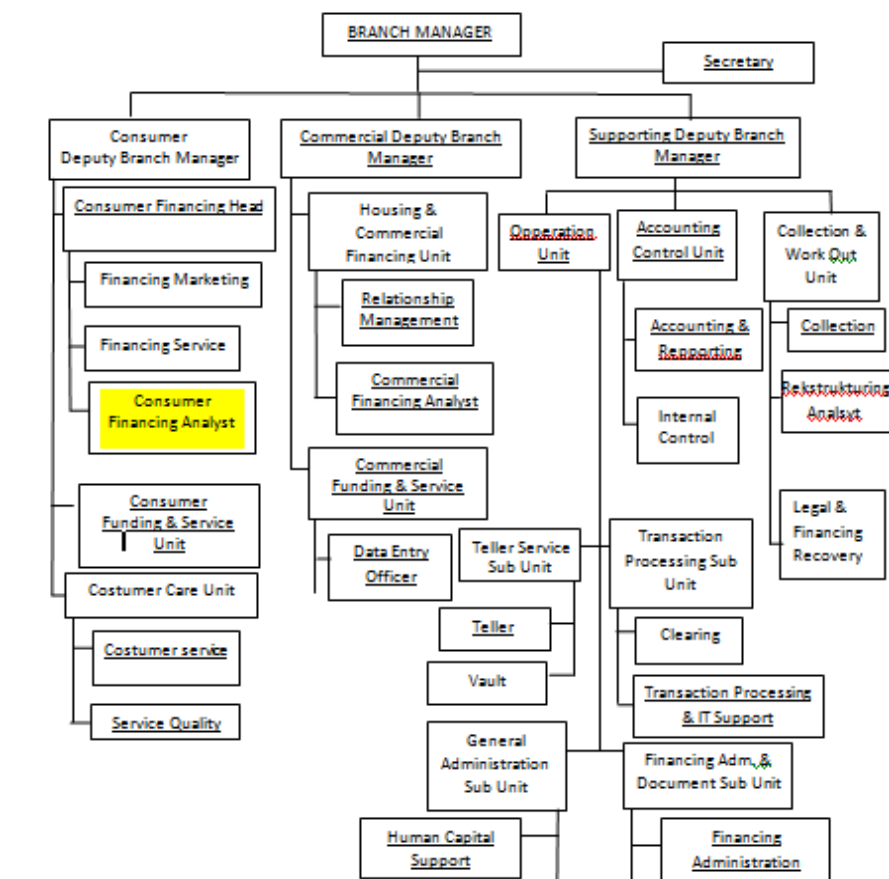 BRANCH MANAGER
Secretary
Consumer
Deputy Branch Manager
Commercial Deputy Branch
Manager
Supporting Deputy Branch
Manager
Consumer Financing Head
Financing Marketing
Financing Service
Consumer
Financing Analyst
Consumer
Funding & Service
Unit
Costumer Care Unit
Costumer service
Service Quality
Housing &
Commercial
Financing Unit
Relationship
Management
Commercial
Financing Analyst
Commercial
Funding & Service
Unit
Data Entry
Officer
Opperation
Unit
Accounting
Control Unit
Accounting &
Repporting
Internal
Control
Collection &
Work Out
Unit
Collection
Rekstrukturing
Analsyt
Legal &
Financing
Recovery
Teller Service
Sub Unit
Teller
Vault
Transaction
Processing Sub
Unit
Clearing
Transaction Processing
& IT Support
General
Administration
Sub Unit
Human Capital
Support
Financing Adm. &
Document Sub Unit
Financing
Administration